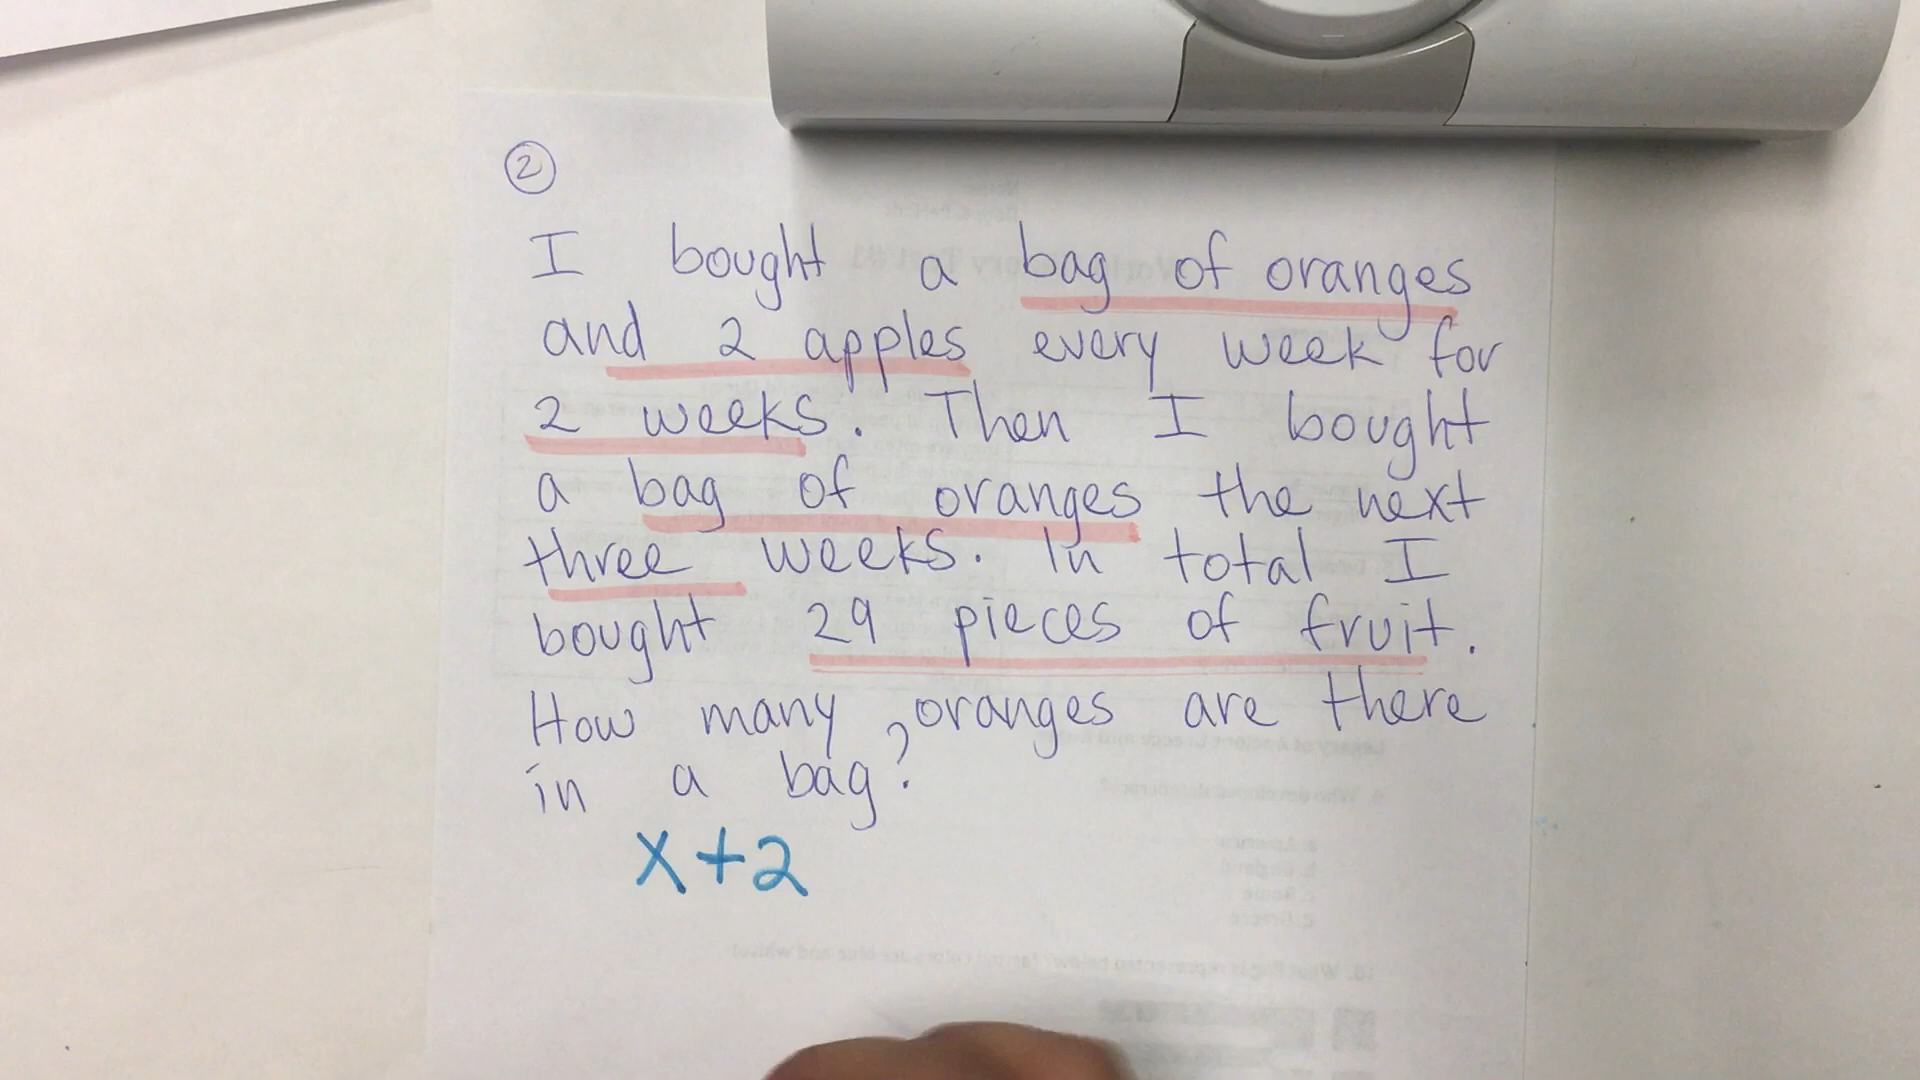 2
I bought a bag of oranges
and 2 apples every week for
2 weeks. Then I bought
a bag of oranges the next
three weeks. In total I
bought 29 pieces of fruit.
How many oranges are there
in a bag?
x+2